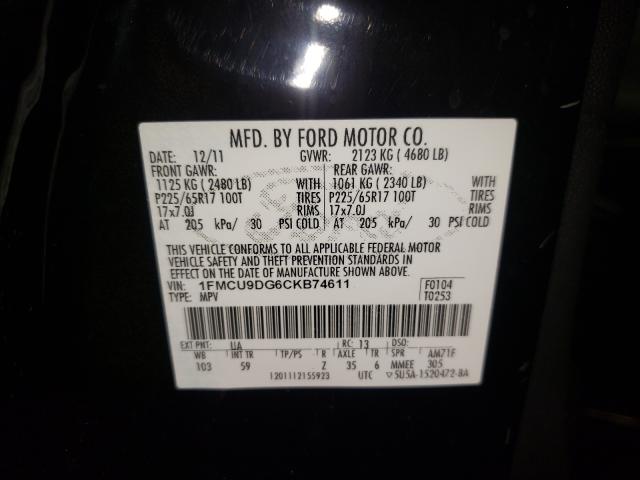 MFD. BY FORD MOTOR CO.
DATE: 12/11 GVWR: 2123 KG ( 4680 LB)
FRONT GAWR: REAR GAWR:
1125 KG ( 2480 LB) WITH 1061 KG ( 2340 LB) WITH
P225/65R17 100T TIRES P225/65R17 100T TIRES
17x7.0J RIMS 17x7.0J RIMS
AT 205 kPa/ 30 PSI COLD AT 205 kPa/ 30 PSI COLD
THIS VEHICLE CONFORMS TO ALL APPLICABLE FEDERAL MOTOR
VEHICLE SAFETY AND THEFT PREVENTION STANDARDS IN
EFFECT ON THE DATE OF MANUFACTURE SHOWN ABOVE.
VIN: 1FMCU9DG6CKB74611 F0104
TYPE: MPV T0253
EXT PNT: UA RC: 13 DSO:
WB INT TR TP/PS R AXLE TR SPR AM71F
103 59 Z 35 6 MMEE 305
1201112155923 UTC 5U5A-1520472-BA